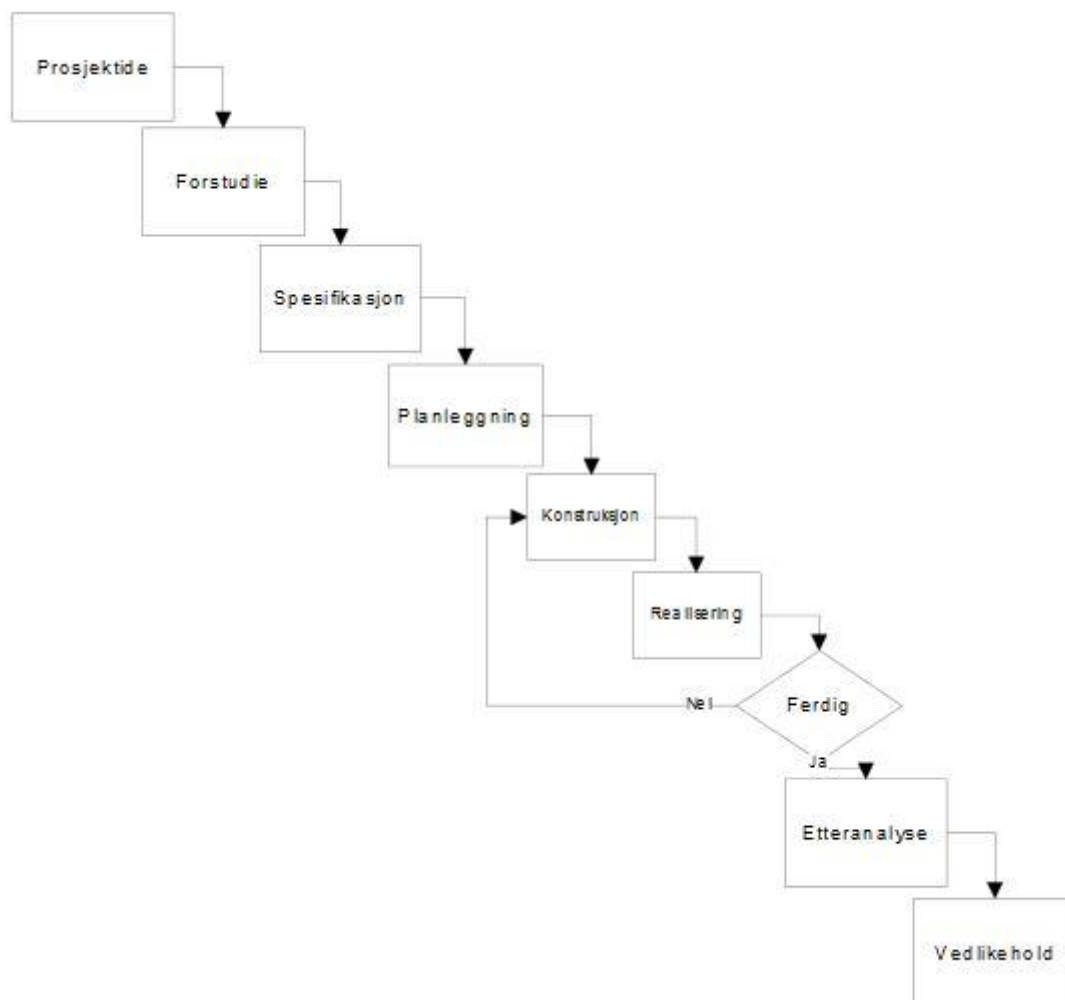 Prosjektide
Forstudie
Spesifikasjon
Planleggning
Konstruksjon
Realisering
Nei
Ferdig
Ja
Etteranalyse
Vedlikehold